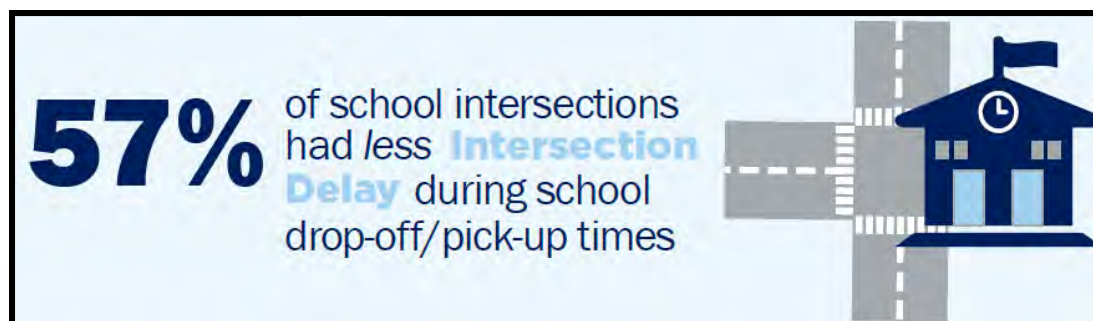 57%
of school intersections
had less Intersection
Delay during school
drop-off/pick-up times